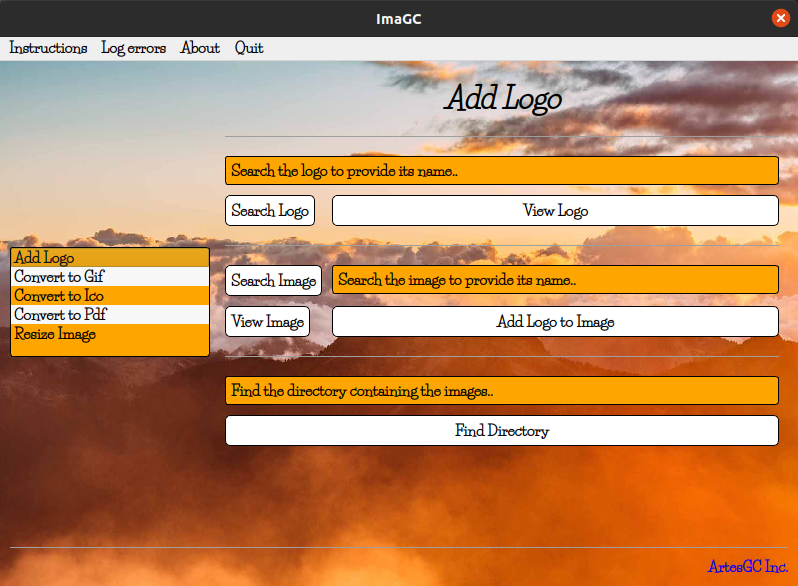 ImaGC
Instructions Log errors About Quit
Add Logo
Search the logo to provide its name..
Search Logo View Logo
Add Logo
Convert to Gif
Convert to Ico
Convert to Pdf
Resize Image
Search Image Search the image to provide its name..
View Image Add Logo to Image
Find the directory containing the images..
Find Directory
ArtesGC Inc.